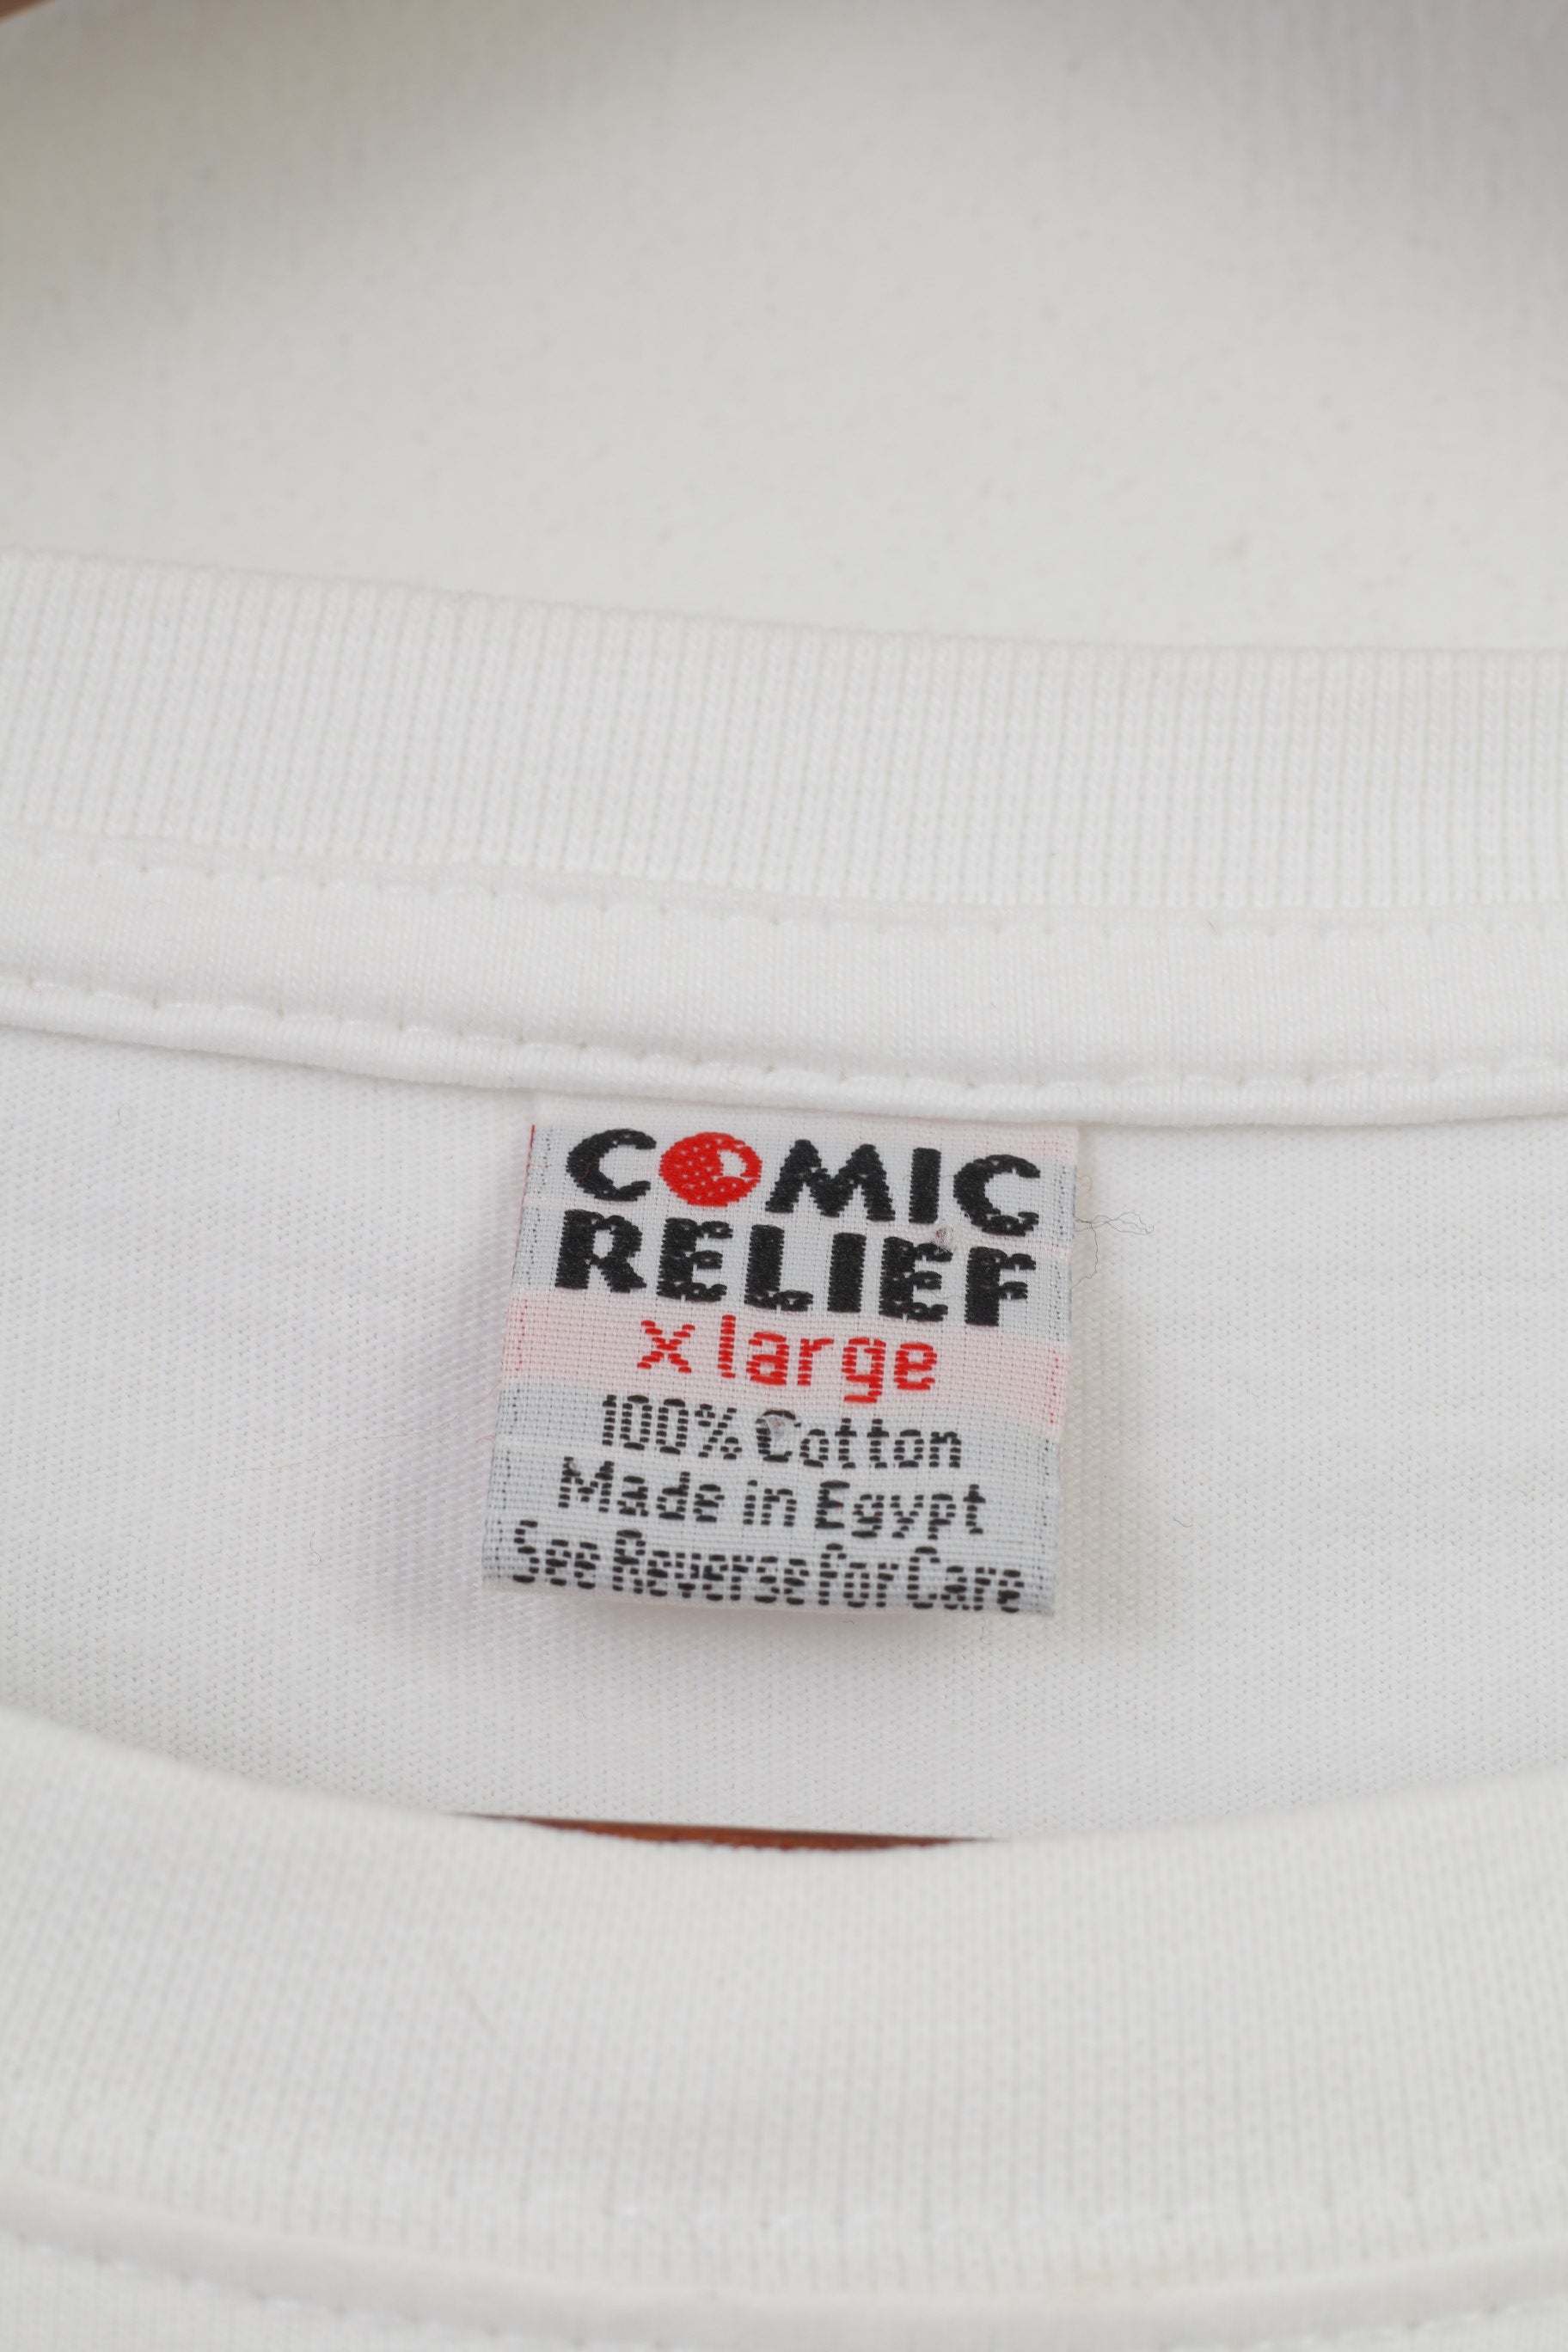 COMIC
RELIEF
x large
100% Cotton
Made in Egypt
See Reverse for Care